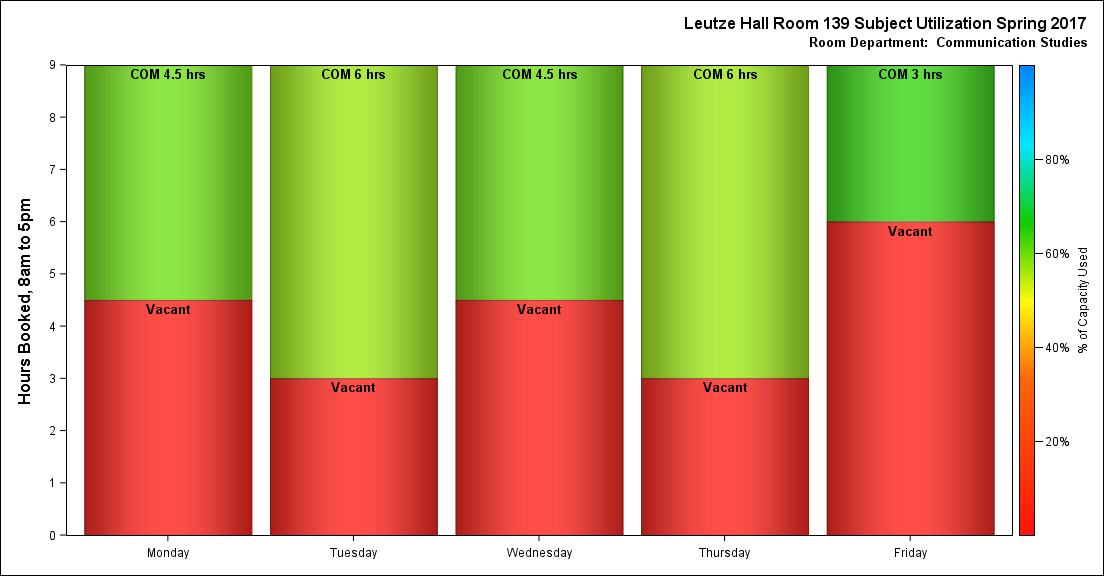 Leutze Hall Room 139 Subject Utilization Spring 2017
Room Department:  Communication Studies
Hours Booked, 8am to 5pm
9
8
7
6
5
4
3
2
1
0
COM 4.5 hrs
Vacant
COM 6 hrs
Vacant
COM 4.5 hrs
Vacant
COM 6 hrs
Vacant
COM 3 hrs
Vacant
Monday
Tuesday
Wednesday
Thursday
Friday
80%
60%
40%
20%
% of Capacity Used